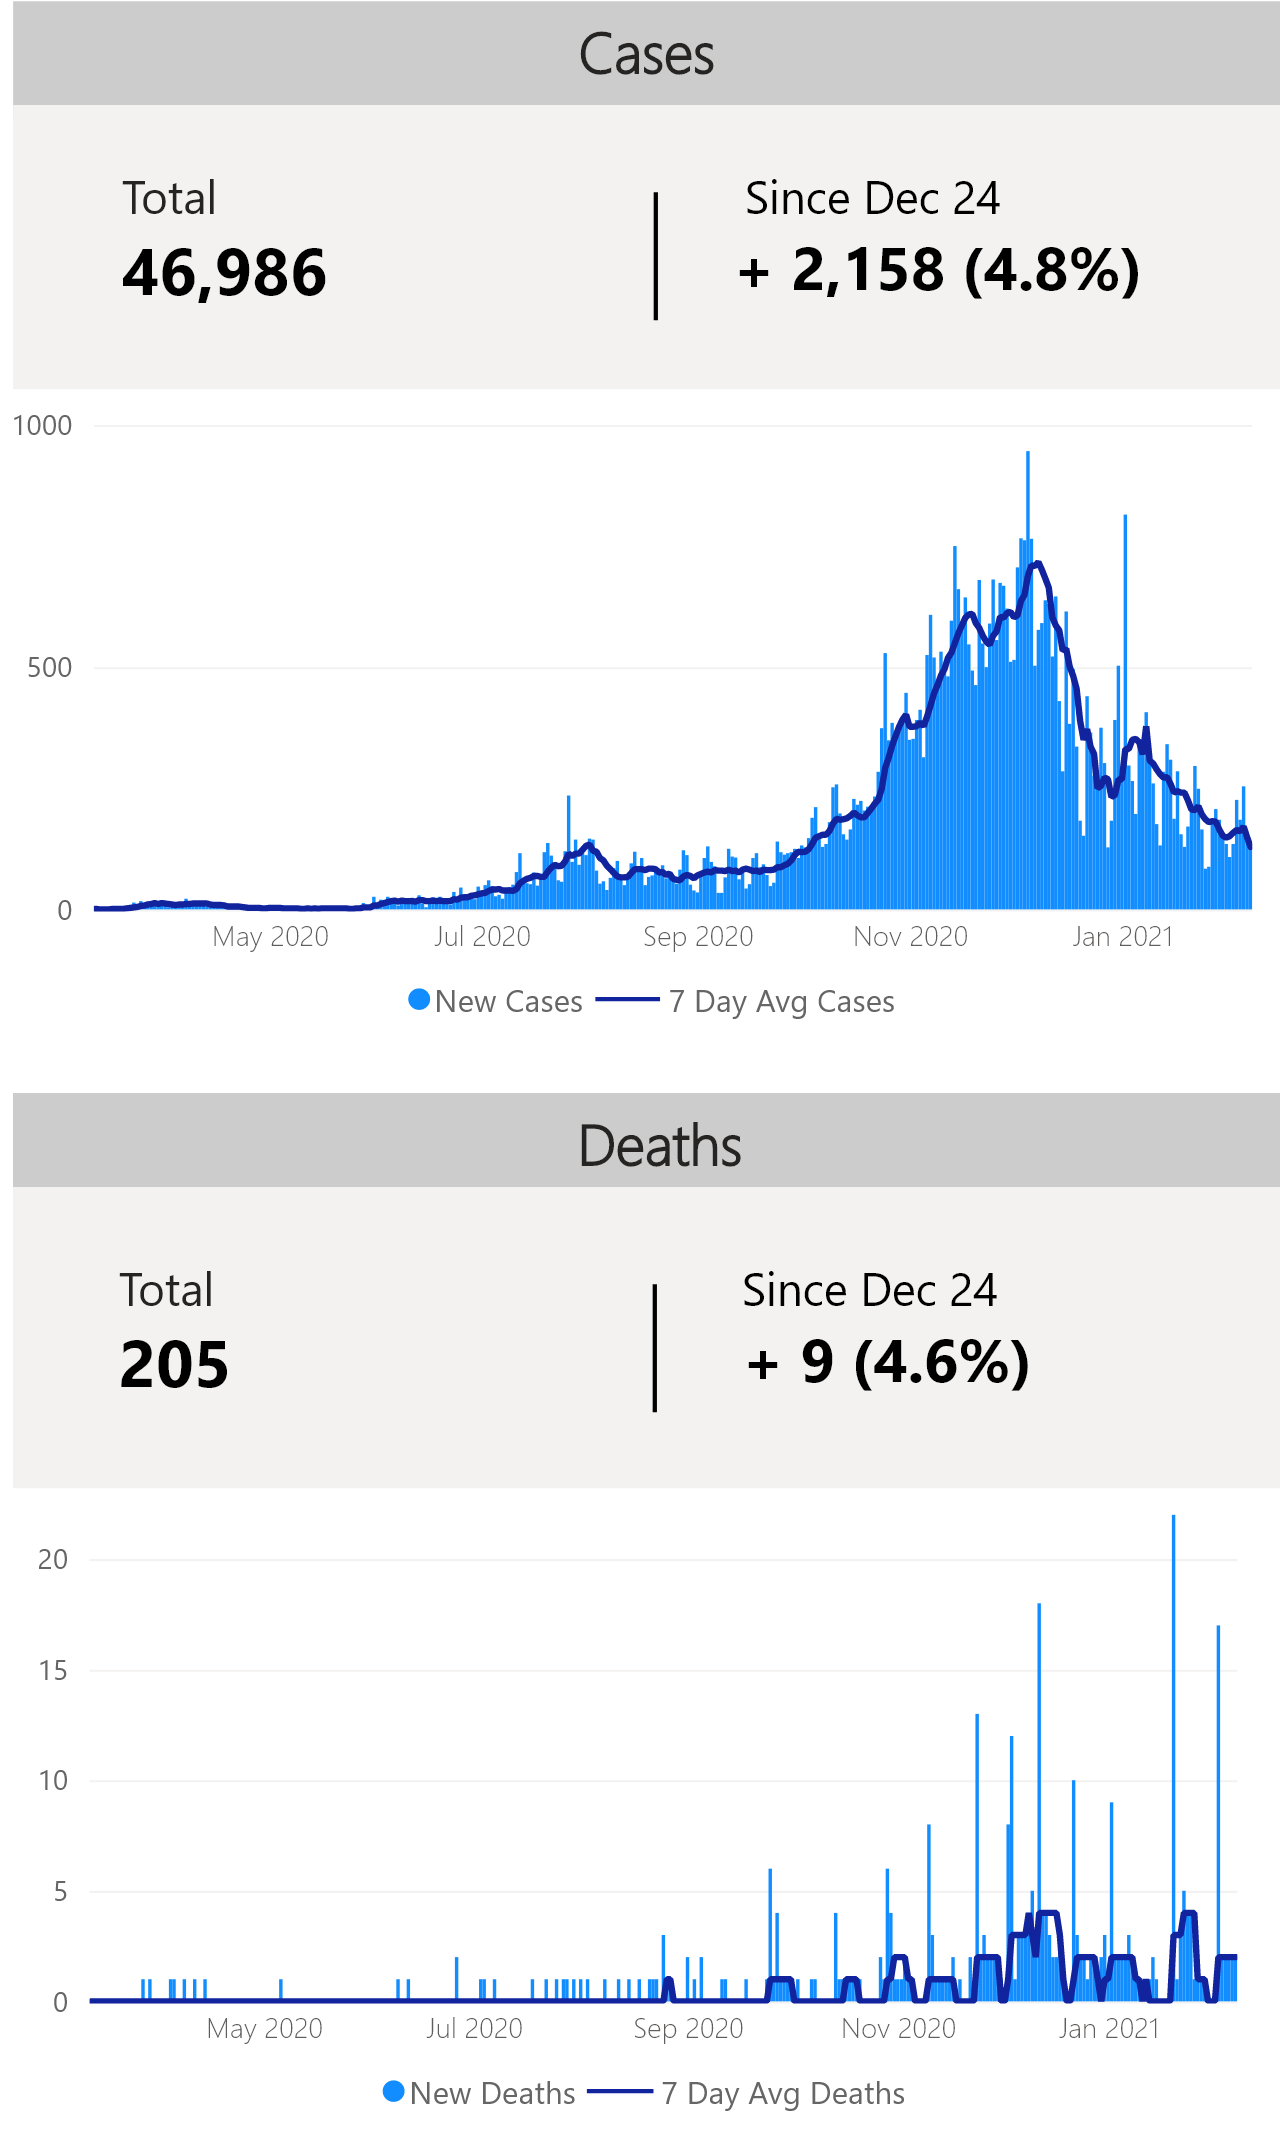 Cases
Total
Since Dec 24
46,986
+ 2,158 (4.8%)
1000
500
0
May 2020 Jul 2020 Sep 2020 Nov 2020 Jan 2021
New Cases 7 Day Avg Cases
Deaths
Total
Since Dec 24
205
+ 9 (4.6%)
20
15
10
5
0
May 2020 Jul 2020 Sep 2020 Nov 2020 Jan 2021
New Deaths 7 Day Avg Deaths